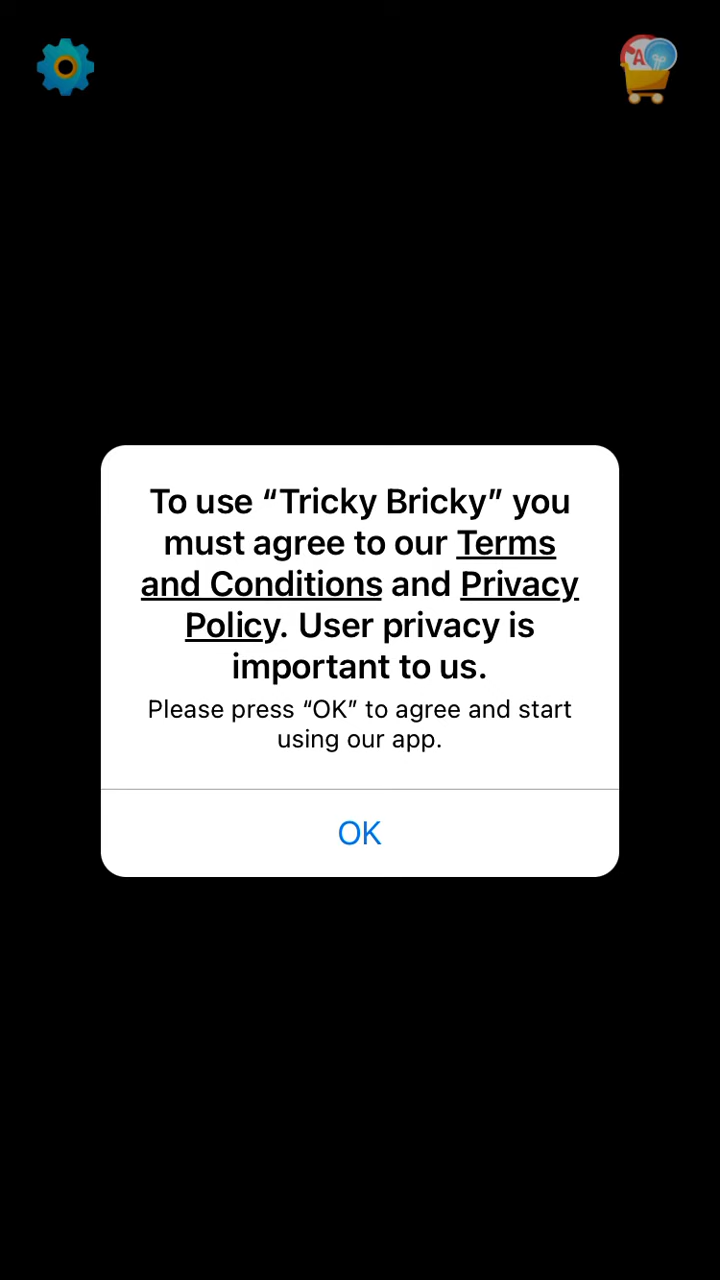 A
To use “Tricky Bricky” you
must agree to our Terms
and Conditions and Privacy
Policy. User privacy is
important to us.
Please press “OK” to agree and start
using our app.
OK